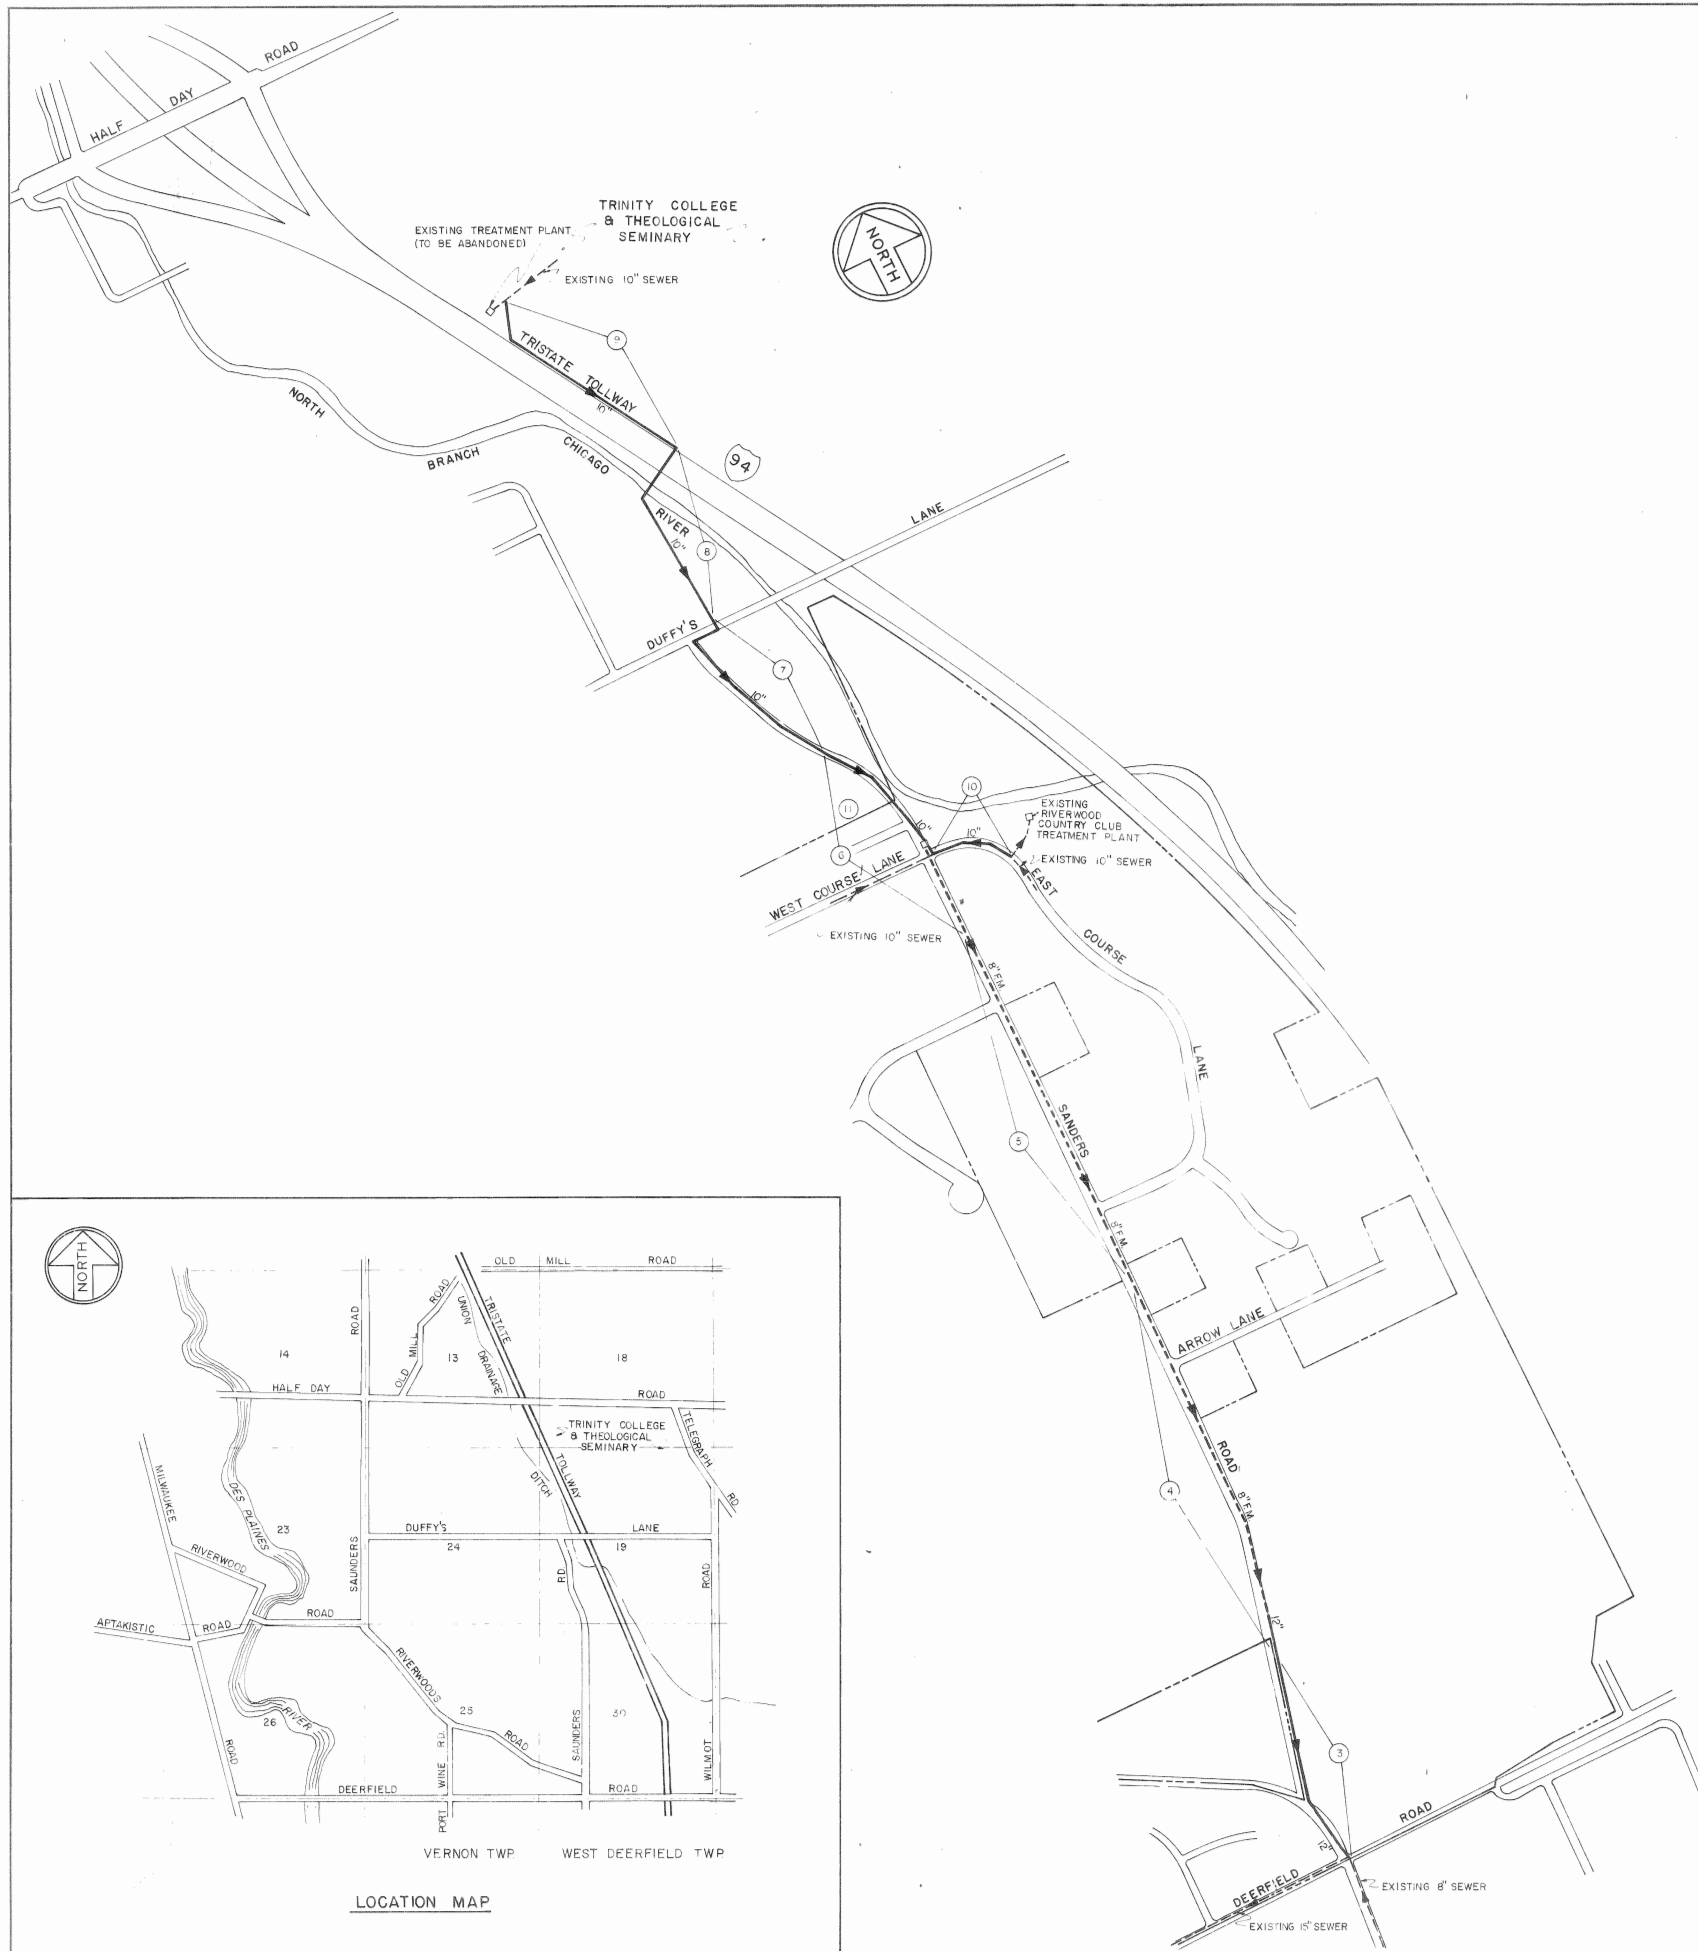 HALF DAY ROAD
TRINITY COLLEGE
& THEOLOGICAL
SEMINARY
EXISTING TREATMENT PLANT
(TO BE ABANDONED)
EXISTING 10" SEWER
NORTH
9
TRISTATE TOLLWAY
10"
94
NORTH BRANCH CHICAGO RIVER
10"
8
DUFFY'S LANE
7
10"
10
11
EXISTING
RIVERWOOD
COUNTRY CLUB
TREATMENT PLANT
10"
10"
6
EXISTING 10" SEWER
WEST COURSE LANE
EXISTING 10" SEWER
EAST COURSE LANE
8" F.M.
5
SANDERS ROAD
8" F.M.
ARROW LANE
4
8" F.M.
12"
3
12"
DEERFIELD ROAD
EXISTING 8" SEWER
EXISTING 15" SEWER
NORTH
OLD MILL ROAD
ROAD
OLD MILL ROAD
UNION DRAINAGE DITCH
TRISTATE TOLLWAY
14
13
18
HALF DAY ROAD
TRINITY COLLEGE
& THEOLOGICAL
SEMINARY
TELEGRAPH RD
MILWAUKEE ROAD
DES PLAINES RIVER
23
DUFFY'S LANE
24
19
RIVERWOOD
SAUNDERS
RD.
ROAD
APTAKISTIC ROAD
ROAD
RIVERWOODS ROAD
25
30
26
PORT WINE RD.
SAUNDERS
WILMOT
DEERFIELD ROAD
VERNON TWP.
WEST DEERFIELD TWP.
LOCATION MAP